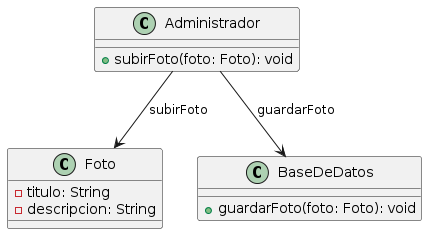 C Administrador
subirFoto(foto: Foto): void
subirFoto
guardarFoto
C Foto
titulo: String
descripcion: String
C BaseDeDatos
guardarFoto(foto: Foto): void